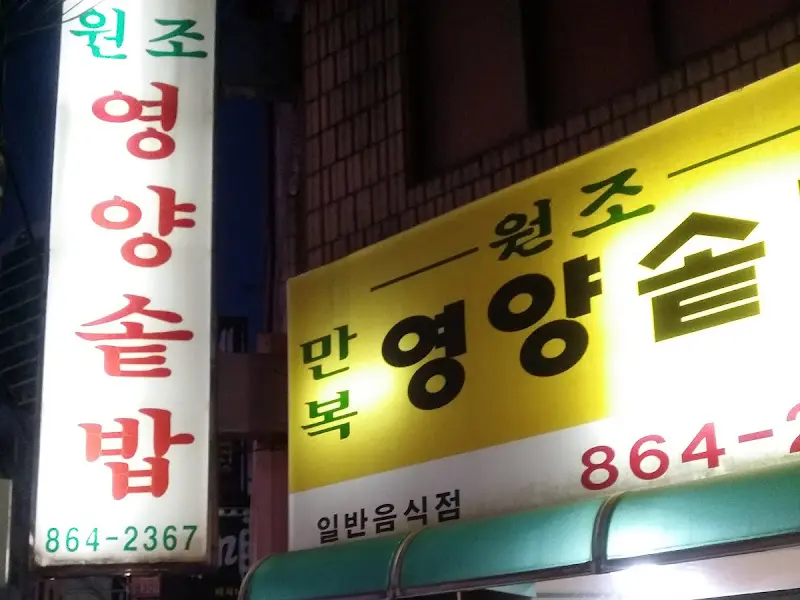 원조
영양솥밥
864-2367
원조
만복
영양솥
864-2
일반음식점